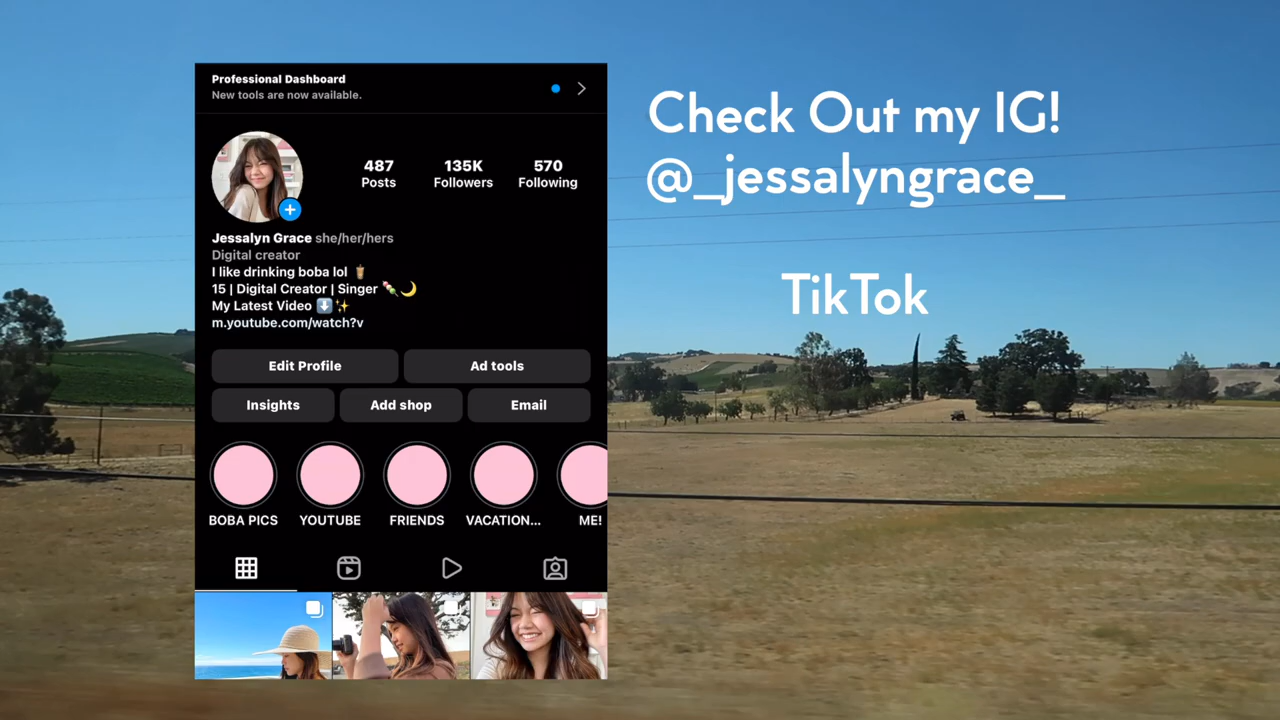 Professional Dashboard
New tools are now available.
487
135K
570
Posts
Followers
Following
Jessalyn Grace she/her/hers
Digital creator
I like drinking boba lol 🧋
15 | Digital Creator | Singer 🍡🌙
My Latest Video ⬇️✨
m.youtube.com/watch?v
Edit Profile
Ad tools
Insights
Add shop
Email
BOBA PICS
YOUTUBE
FRIENDS
VACATION...
ME!
Check Out my IG!
@_jessalyngrace_
TikTok